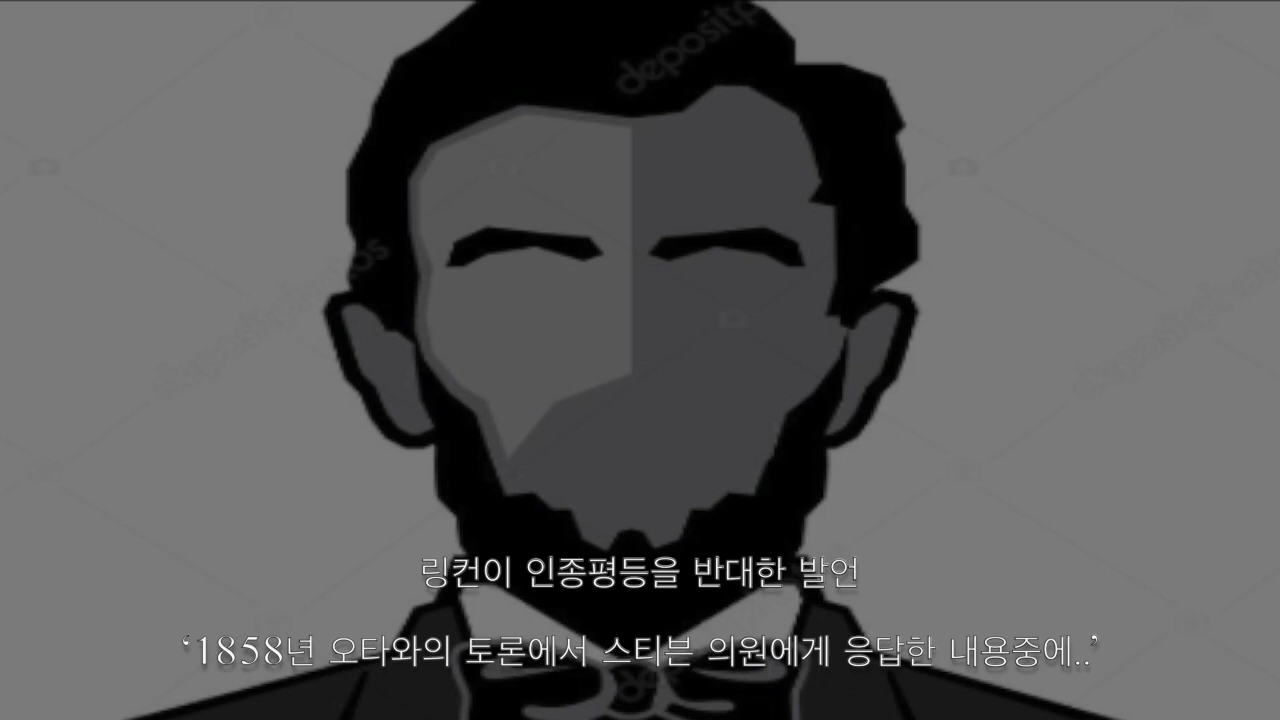 depositp
링컨이 인종평등을 반대한 발언
‘1858년 오타와의 토론에서 스티븐 의원에게 응답한 내용중에..’